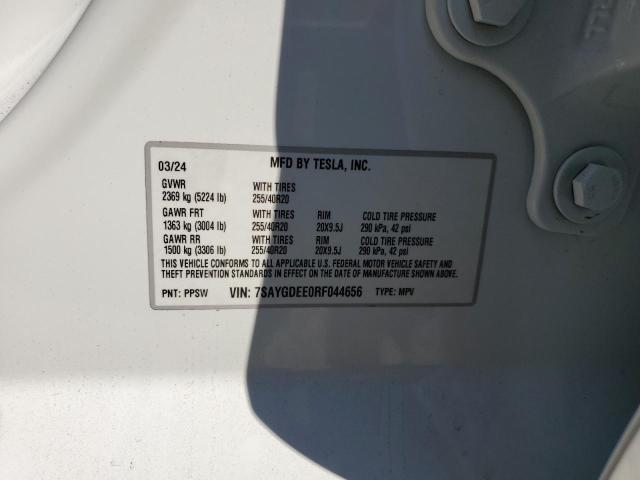 03/24 MFD BY TESLA, INC.
GVWR WITH TIRES
2369 kg (5224 lb) 255/40R20
GAWR FRT WITH TIRES RIM COLD TIRE PRESSURE
1363 kg (3004 lb) 255/40R20 20X9.5J 290 kPa, 42 psi
GAWR RR WITH TIRES RIM COLD TIRE PRESSURE
1500 kg (3306 lb) 255/40R20 20X9.5J 290 kPa, 42 psi
THIS VEHICLE CONFORMS TO ALL APPLICABLE U.S. FEDERAL MOTOR VEHICLE SAFETY AND
THEFT PREVENTION STANDARDS IN EFFECT ON THE DATE OF MANUFACTURE SHOWN ABOVE.
PNT: PPSW VIN: 7SAYGDEE0RF044656 TYPE: MPV